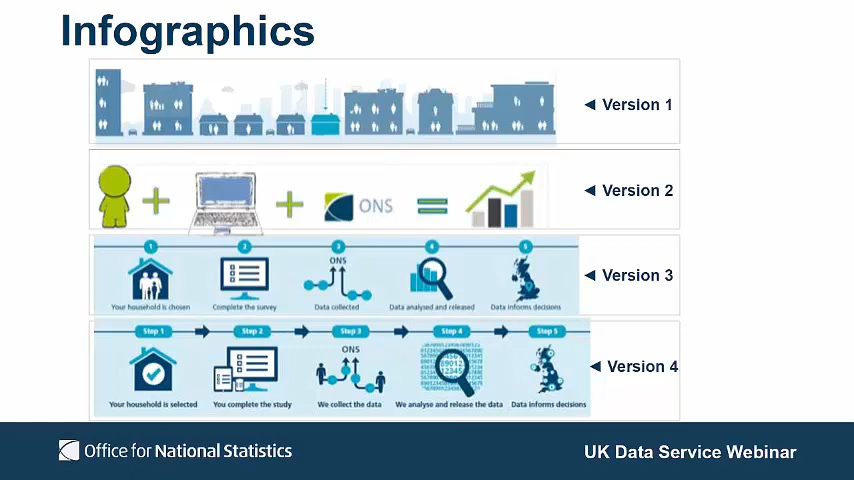 Infographics
◄ Version 1
ONS
◄ Version 2
1 2 3 4 5
ONS
Your household is chosen Complete the survey Data collected Data analysed and released Data informs decisions
◄ Version 3
Step 1 Step 2 Step 3 Step 4 Step 5
ONS
Your household is selected You complete the study We collect the data We analyse and release the data Data informs decisions
◄ Version 4
Office for National Statistics
UK Data Service Webinar